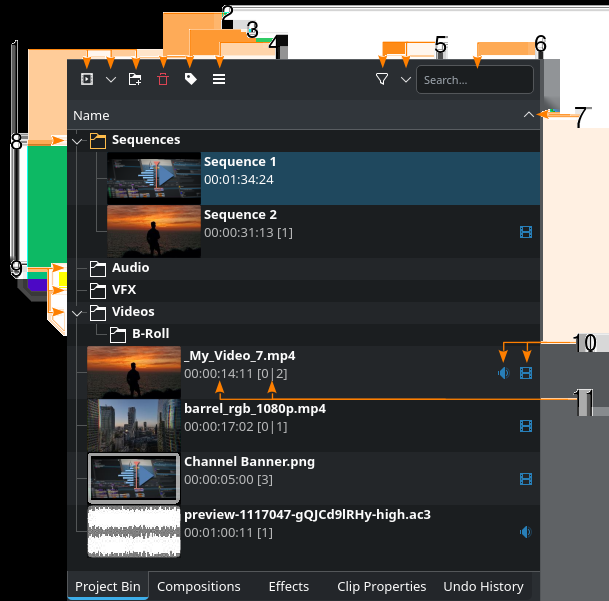 2
3
4
5
6
Search...
Name
7
8
Sequences
Sequence 1
00:01:34:24
Sequence 2
00:00:31:13 [1]
9
Audio
VFX
Videos
B-Roll
10
_My_Video_7.mp4
00:00:14:11 [0|2]
11
barrel_rgb_1080p.mp4
00:00:17:02 [0|1]
Channel Banner.png
00:00:05:00 [3]
preview-1117047-gQJCd9lRHy-high.ac3
00:01:00:11 [1]
Project Bin Compositions Effects Clip Properties Undo History